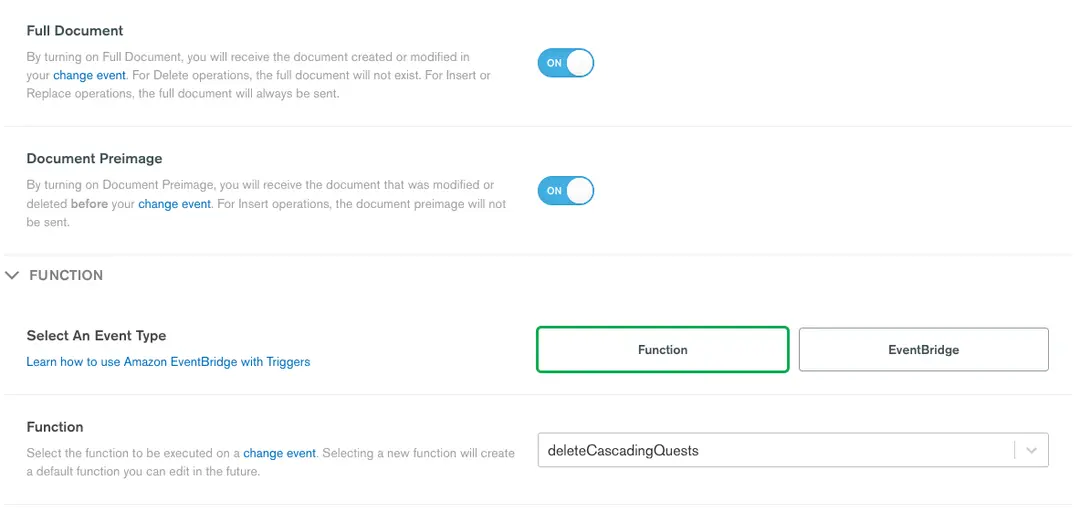 Full Document
By turning on Full Document, you will receive the document created or modified in
your change event. For Delete operations, the full document will not exist. For Insert or
Replace operations, the full document will always be sent.
ON
Document Preimage
By turning on Document Preimage, you will receive the document that was modified or
deleted before your change event. For Insert operations, the document preimage will not
be sent.
ON
FUNCTION
Select An Event Type
Learn how to use Amazon EventBridge with Triggers
Function
EventBridge
Function
Select the function to be executed on a change event. Selecting a new function will create
a default function you can edit in the future.
deleteCascadingQuests